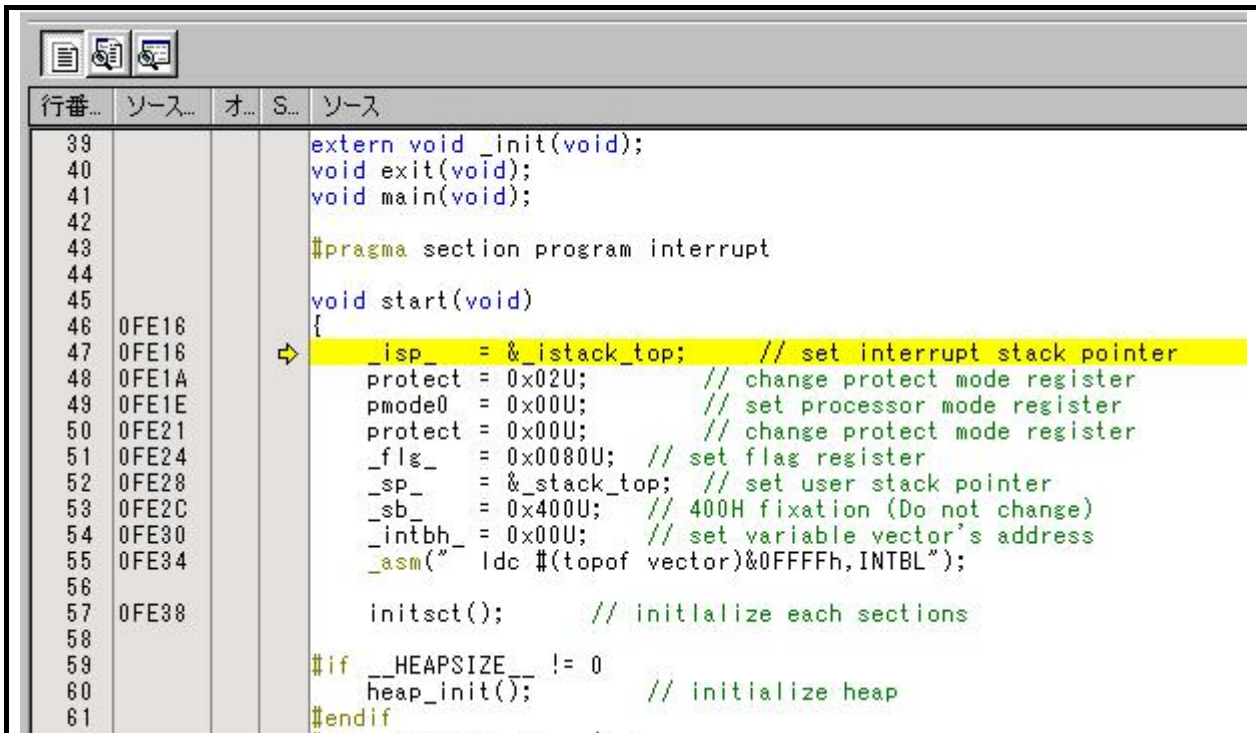 行番... ソース... オ... S... ソース
39 extern void _init(void);
40 void exit(void);
41 void main(void);
42
43 #pragma section program interrupt
44
45 void start(void)
46 0FE16 {
47 0FE16 _isp_ = &_istack_top; // set interrupt stack pointer
48 0FE1A protect = 0x02U; // change protect mode register
49 0FE1E pmode0 = 0x00U; // set processor mode register
50 0FE21 protect = 0x00U; // change protect mode register
51 0FE24 _flg_ = 0x0080U; // set flag register
52 0FE28 _sp_ = &_stack_top; // set user stack pointer
53 0FE2C _sb_ = 0x400U; // 400H fixation (Do not change)
54 0FE30 _intbh_ = 0x00U; // set variable vector's address
55 0FE34 _asm(" ldc #(topof vector)&0FFFFh,INTBL");
56
57 0FE38 initsct(); // initlalize each sections
58
59 #if __HEAPSIZE__ != 0
60 heap_init(); // initialize heap
61 #endif